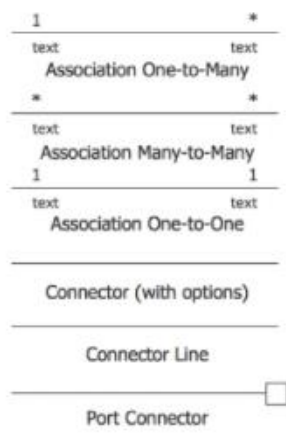 1 *
text text
Association One-to-Many
* *
text text
Association Many-to-Many
1 1
text text
Association One-to-One
Connector (with options)
Connector Line
Port Connector